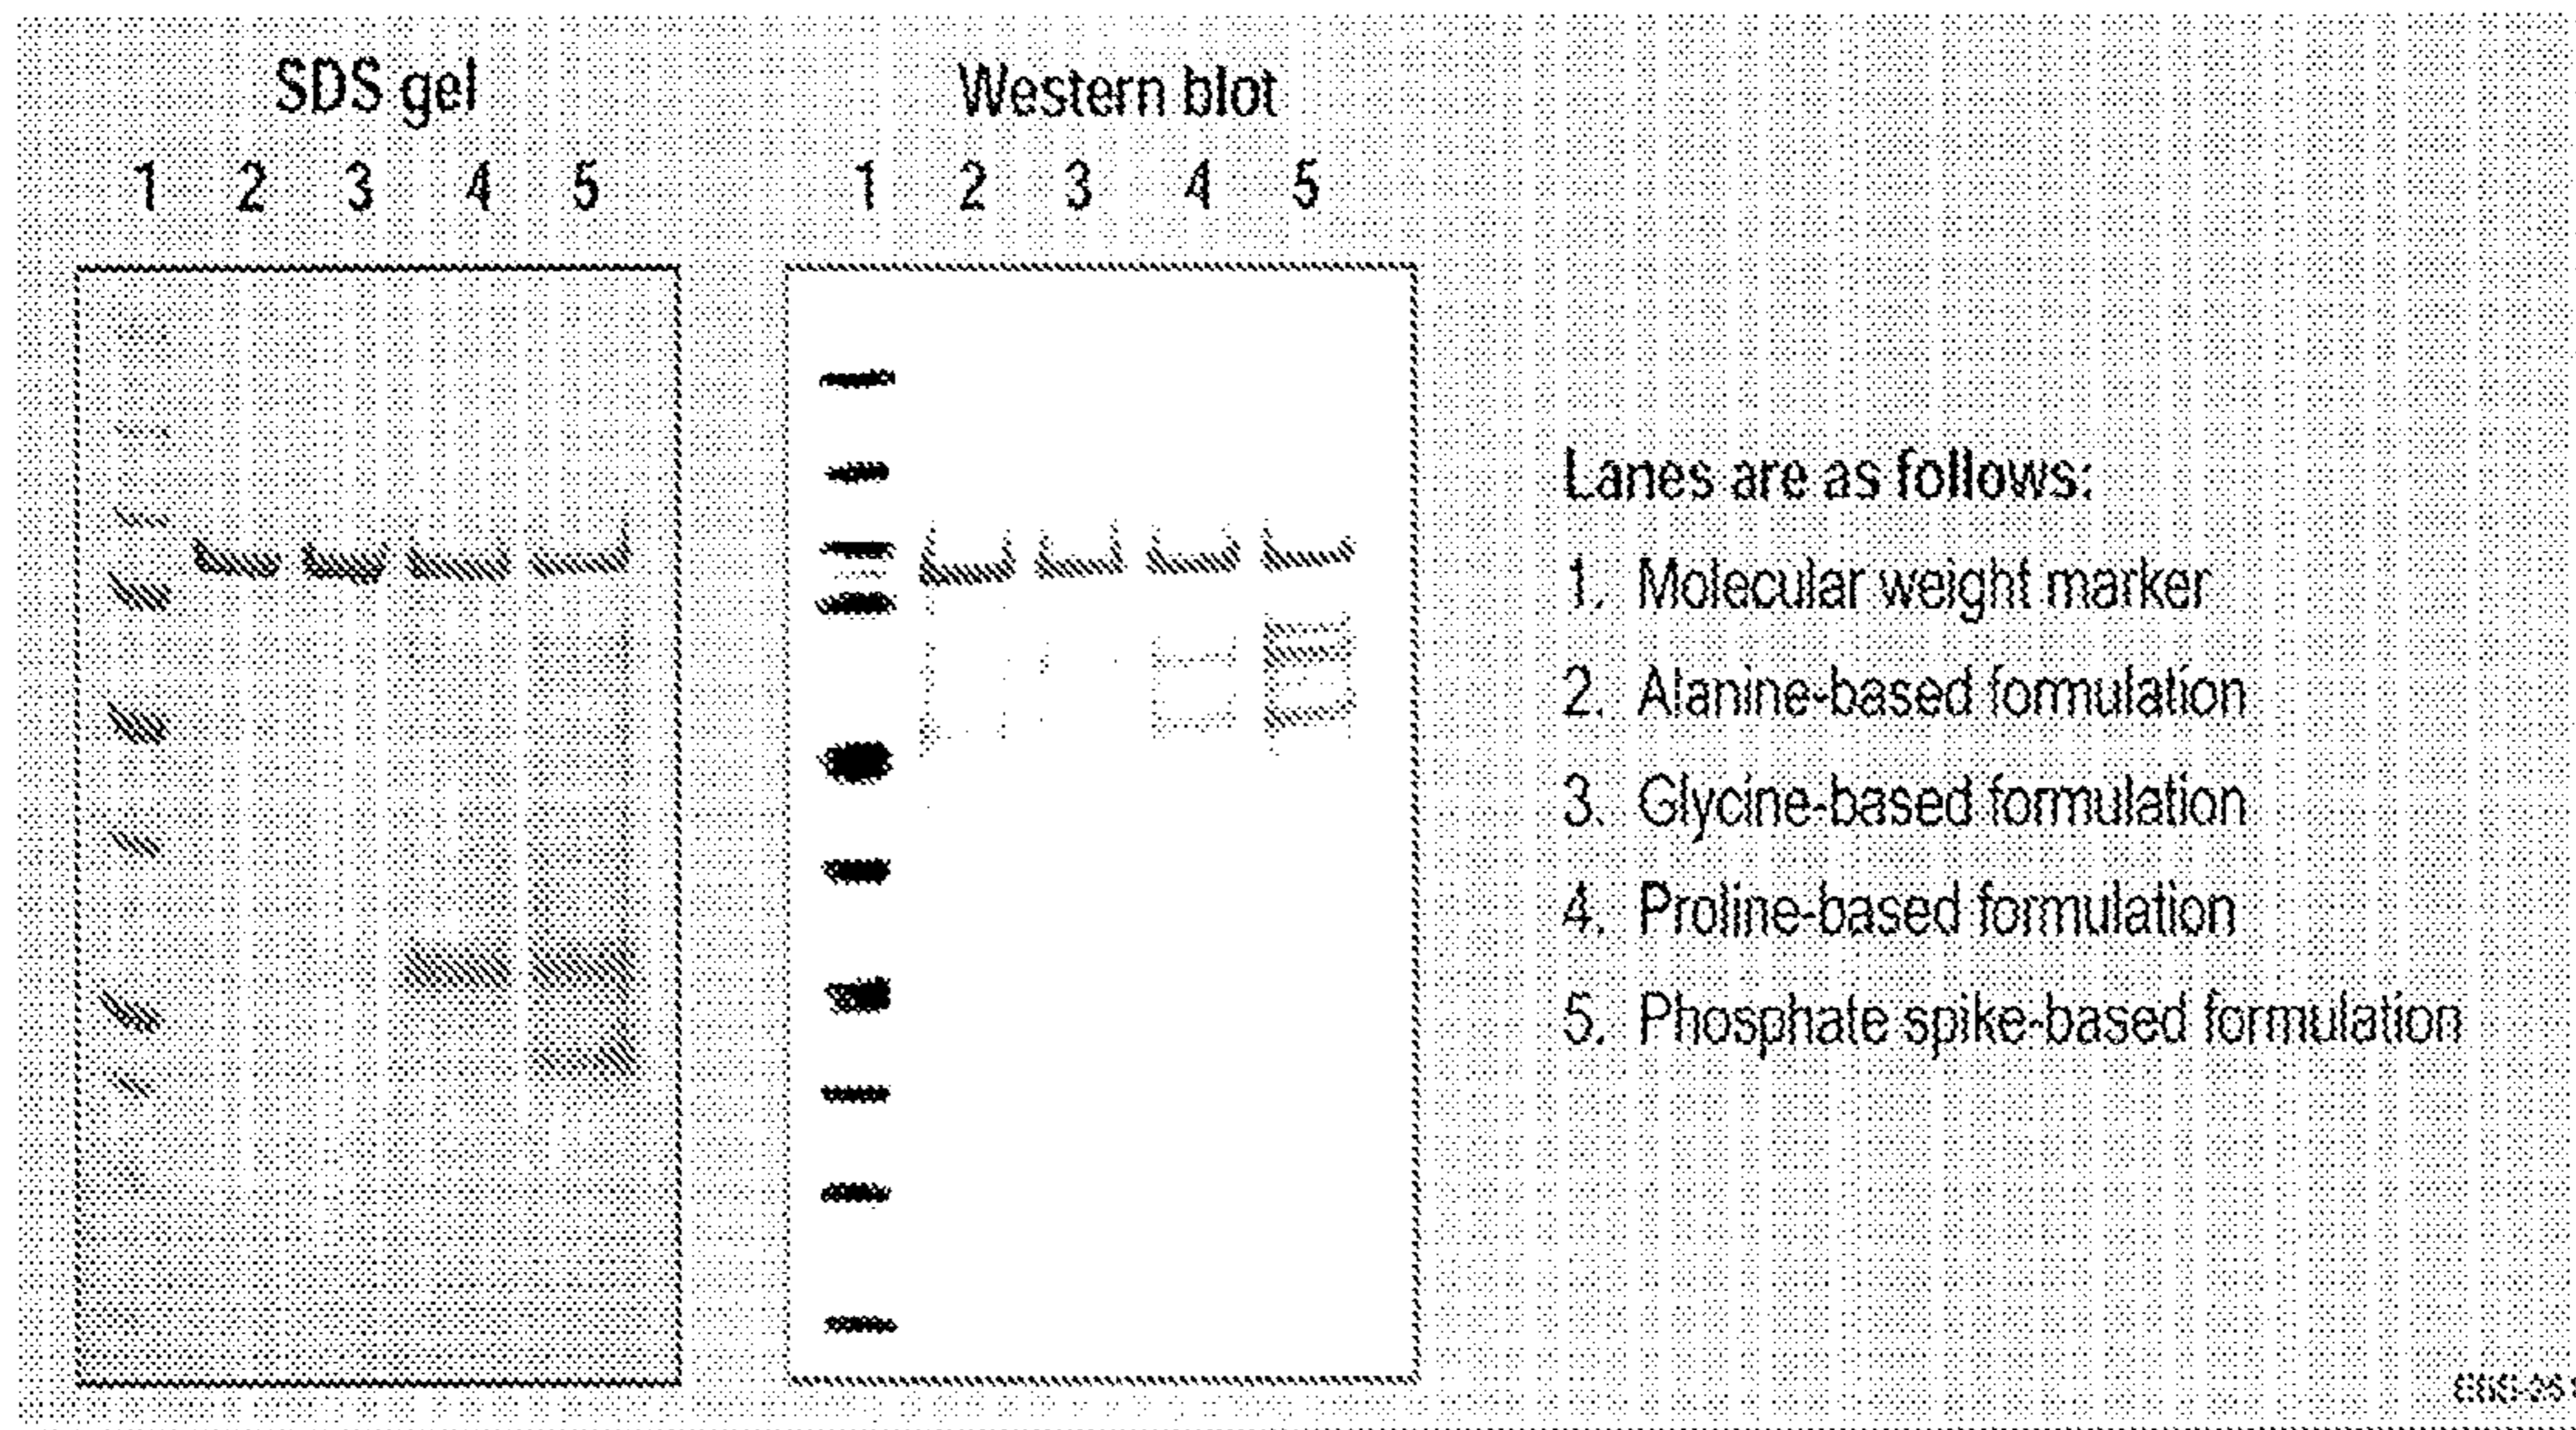 SDS gel
1 2 3 4 5
Western blot
1 2 3 4 5
Lanes are as follows:
1. Molecular weight marker
2. Alanine-based formulation
3. Glycine-based formulation
4. Proline-based formulation
5. Phosphate spike-based formulation